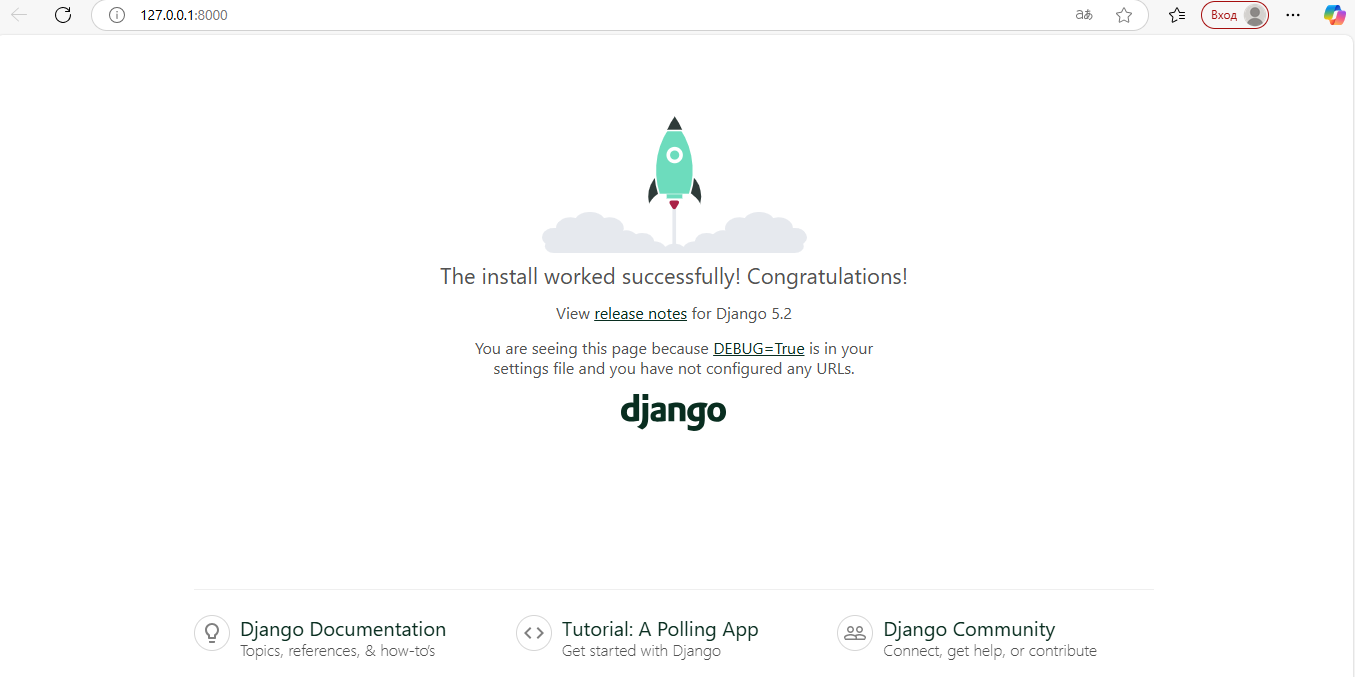 127.0.0.1:8000
aあ
Вход
The install worked successfully! Congratulations!
View release notes for Django 5.2
You are seeing this page because DEBUG=True is in your
settings file and you have not configured any URLs.
django
Django Documentation
Topics, references, & how-to's
Tutorial: A Polling App
Get started with Django
Django Community
Connect, get help, or contribute